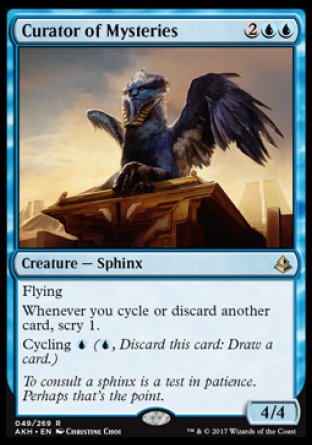 Curator of Mysteries 2
Creature — Sphinx
Flying
Whenever you cycle or discard another
card, scry 1.
Cycling (, Discard this card: Draw a
card.)
To consult a sphinx is a test in patience.
Perhaps that's the point.
4/4
049/269 R
AKH • EN Christine Choi
™ & © 2017 Wizards of the Coast